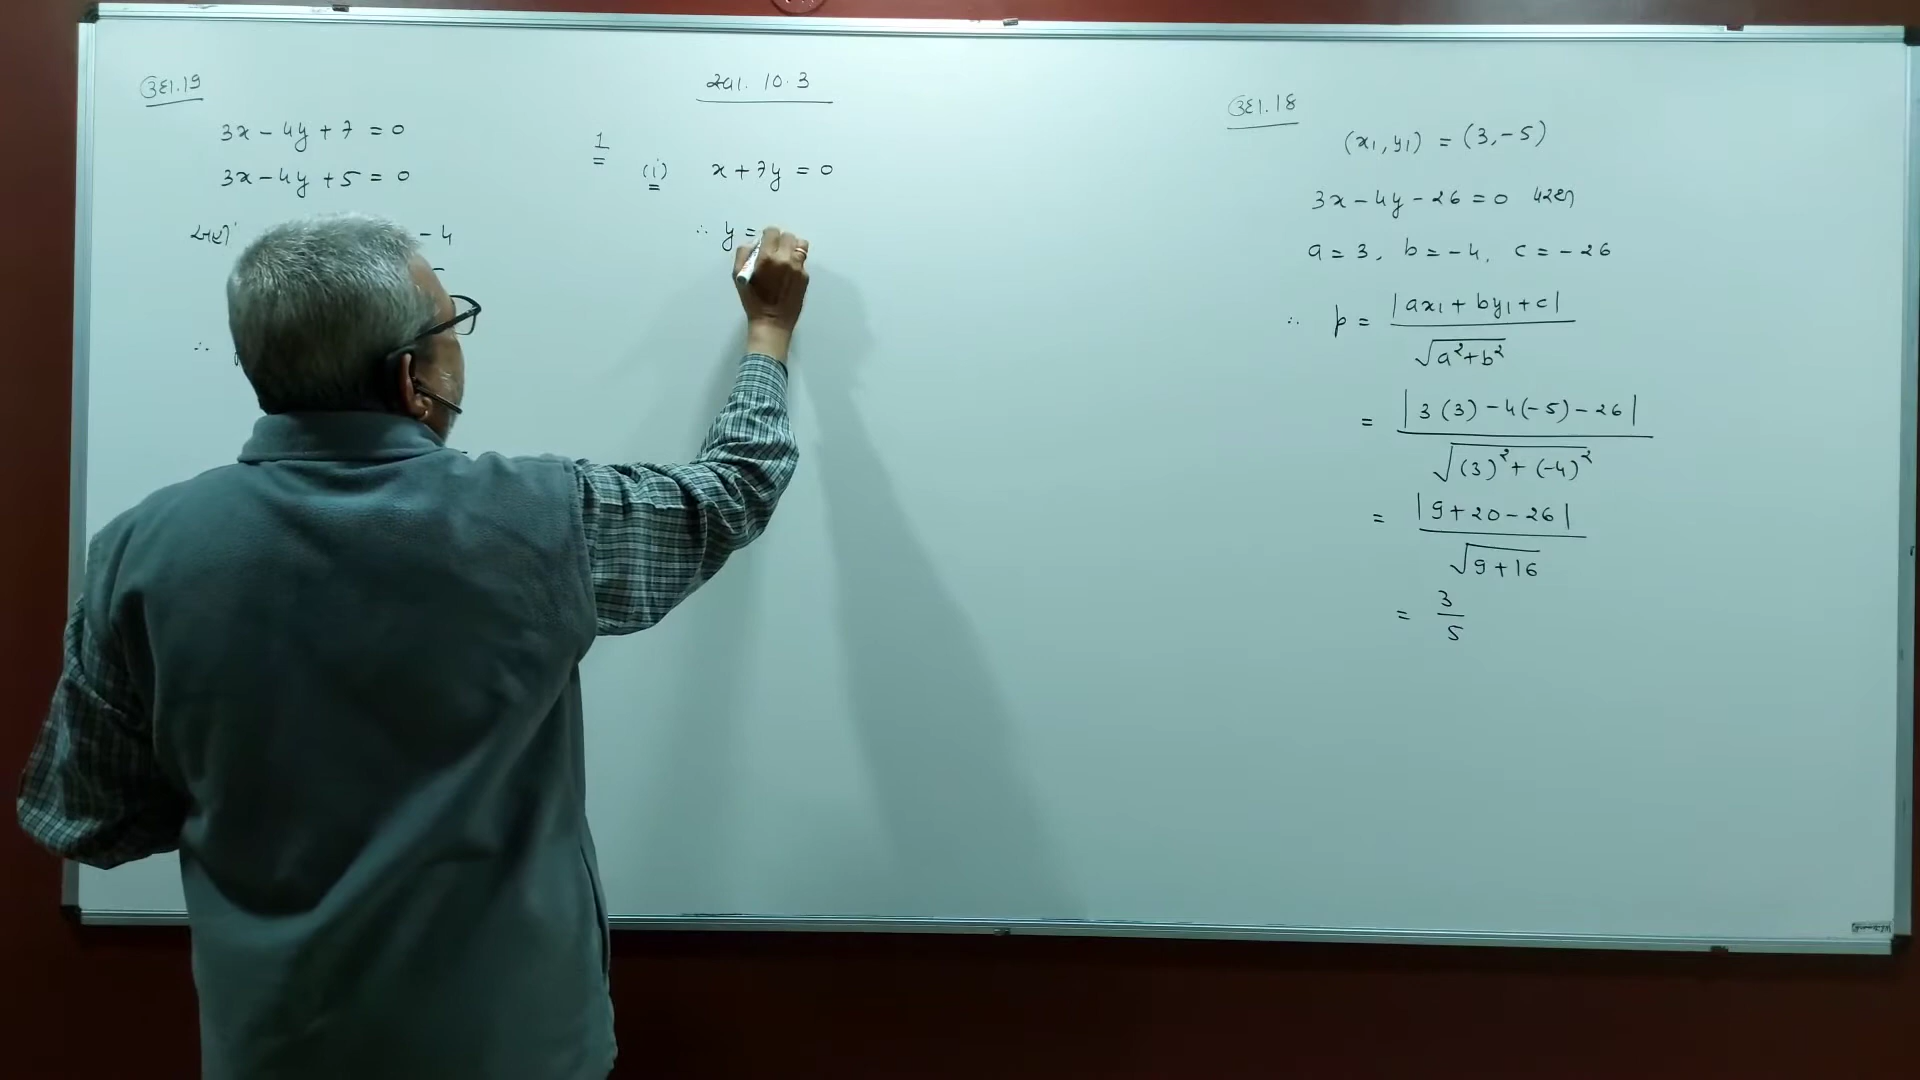 ઉદા.19
3x - 4y + 7 = 0
3x - 4y + 5 = 0
અહીં - 4
∴
સ્વા. 10.3
1
(i) x + 7y = 0
∴ y =
ઉદા.18
(x₁, y₁) = (3, -5)
3x - 4y - 26 = 0 પરથી
a = 3, b = -4, c = -26
∴ p = |ax₁ + by₁ + c| / √(a² + b²)
= |3(3) - 4(-5) - 26| / √((3)² + (-4)²)
= |9 + 20 - 26| / √(9 + 16)
= 3/5